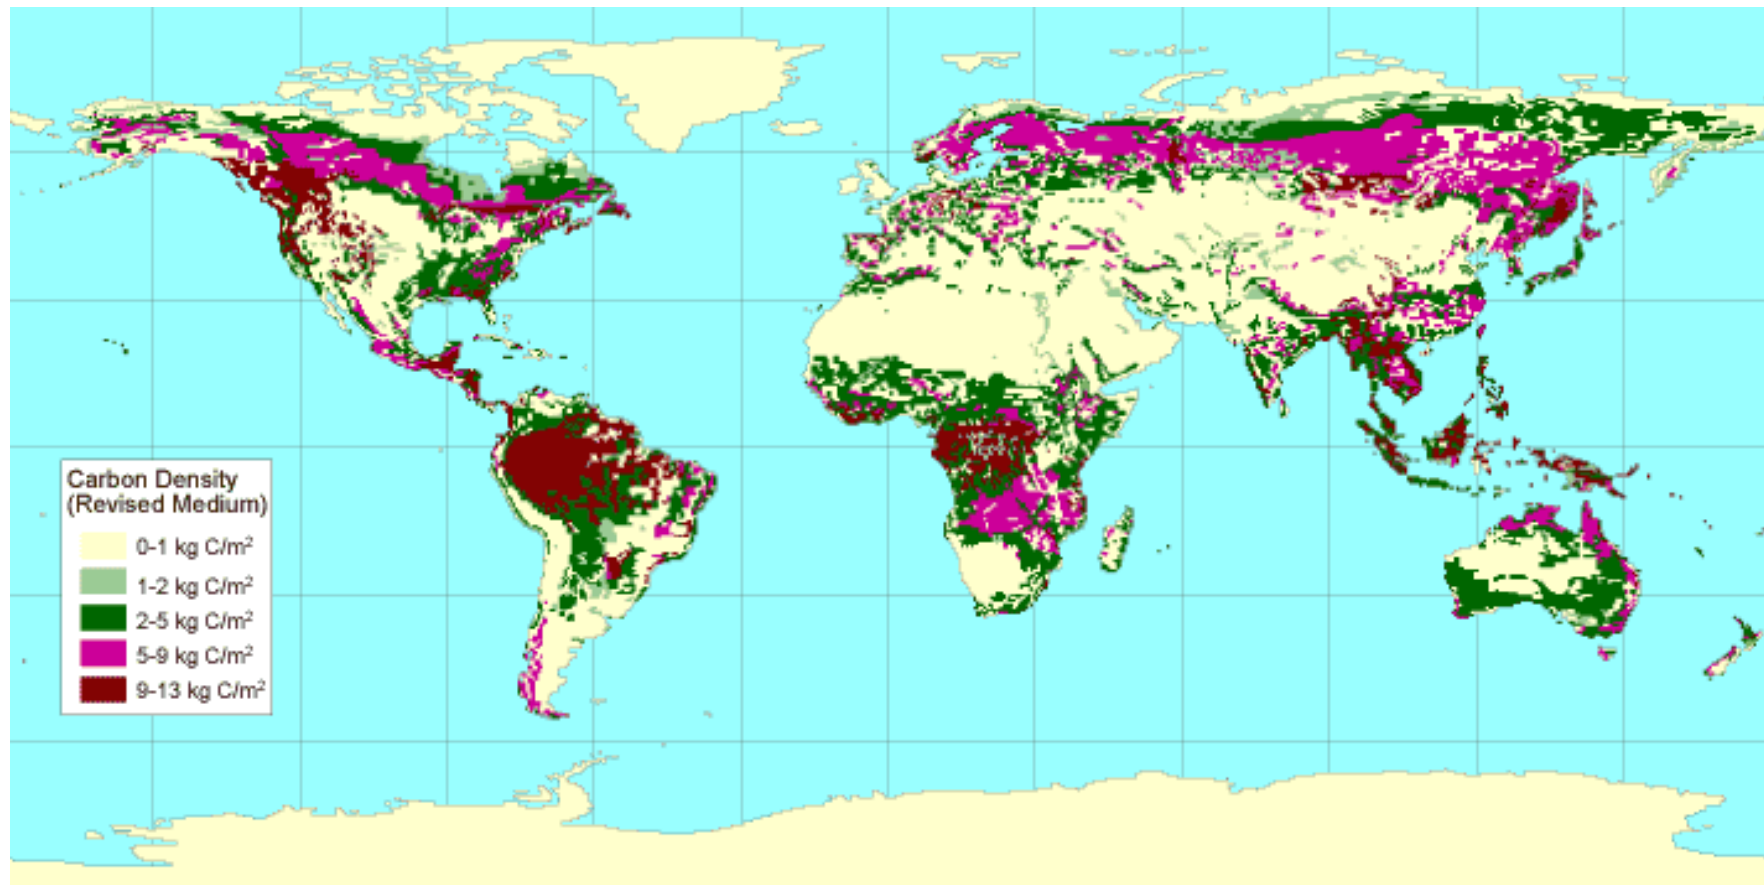 Carbon Density
(Revised Medium)
0-1 kg C/m²
1-2 kg C/m²
2-5 kg C/m²
5-9 kg C/m²
9-13 kg C/m²